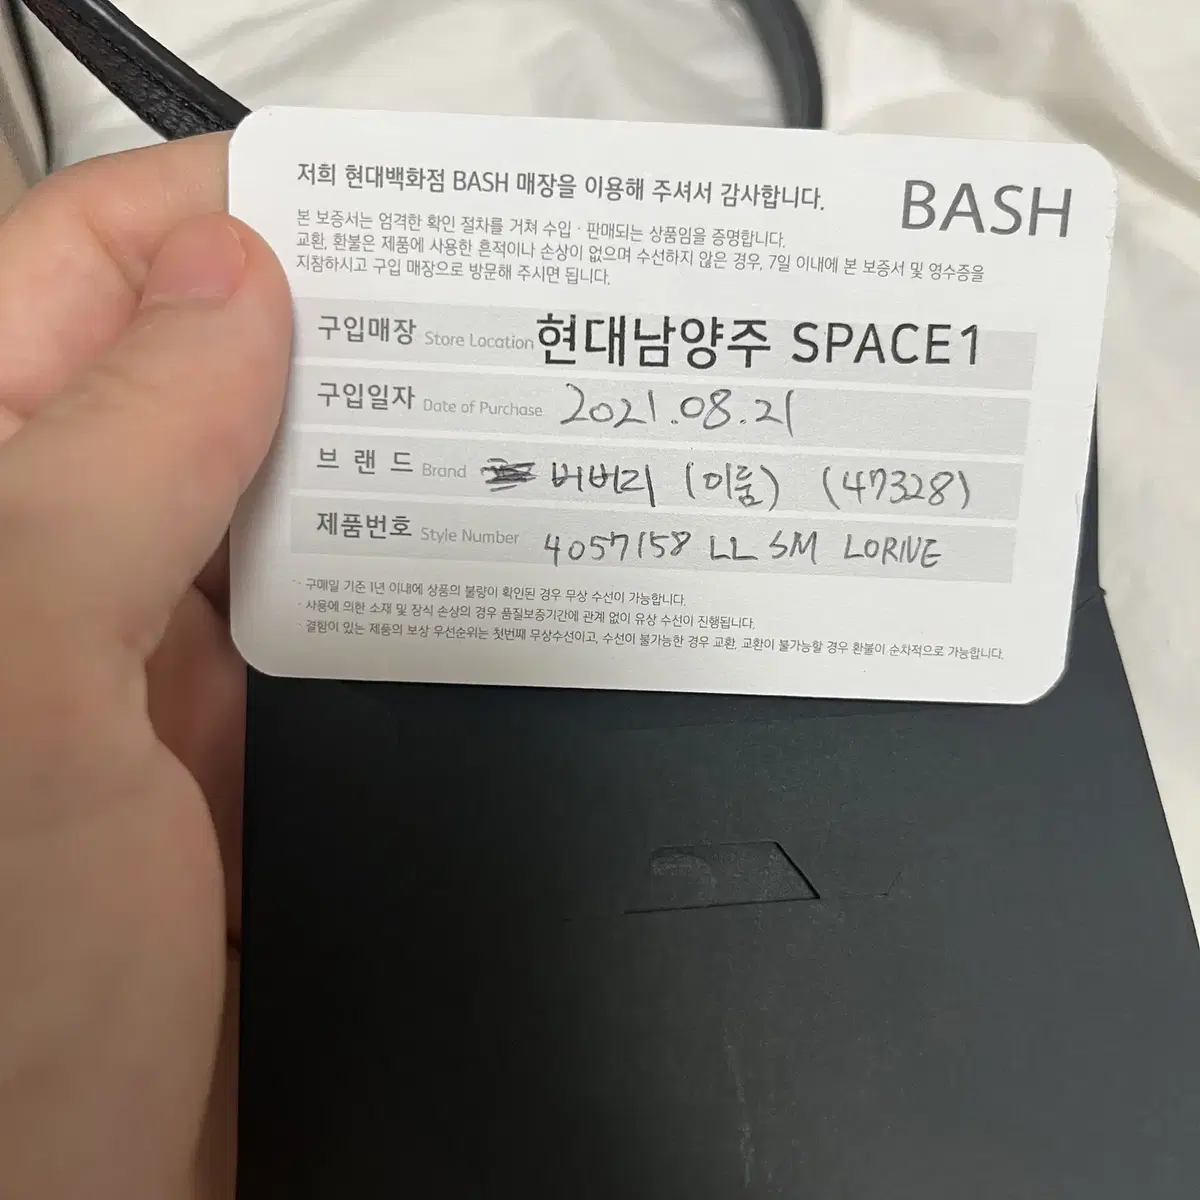 저희 현대백화점 BASH 매장을 이용해 주셔서 감사합니다.
BASH
본 보증서는 엄격한 확인 절차를 거쳐 수입 · 판매되는 상품임을 증명합니다.
교환, 환불은 제품에 사용한 흔적이나 손상이 없으며 수선하지 않은 경우, 7일 이내에 본 보증서 및 영수증을
지참하시고 구입 매장으로 방문해 주시면 됩니다.
구입매장 Store Location 현대남양주 SPACE1
구입일자 Date of Purchase 2021.08.21
브 랜 드 Brand 버버리 (이룸) (47328)
제품번호 Style Number 4057158 LL SM LORNE
· 구매일 기준 1년 이내에 상품의 불량이 확인된 경우 무상 수선이 가능합니다.
· 사용에 의한 소재 및 장식 손상의 경우 품질보증기간에 관계 없이 유상 수선이 진행됩니다.
· 결함이 있는 제품의 보상 우선순위는 첫번째 무상수선이고, 수선이 불가능한 경우 교환, 교환이 불가능할 경우 환불이 순차적으로 가능합니다.